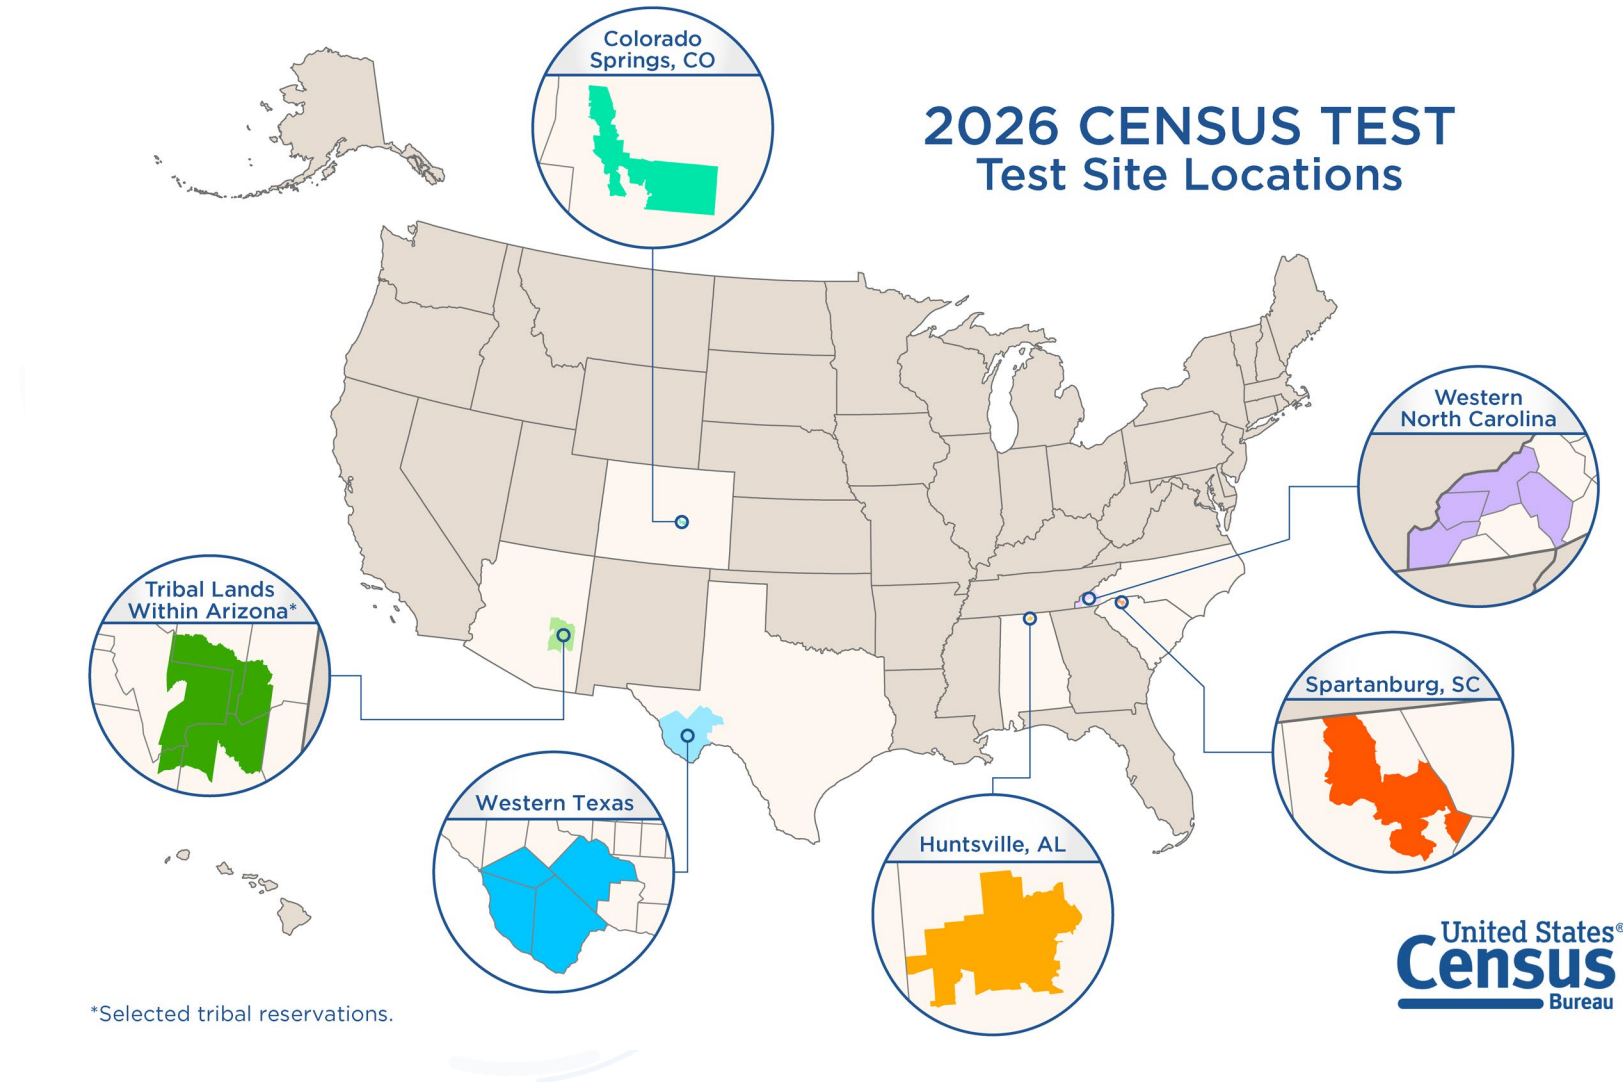 Colorado
Springs, CO
2026 CENSUS TEST
Test Site Locations
Western
North Carolina
Tribal Lands
Within Arizona*
Spartanburg, SC
Western Texas
Huntsville, AL
United States®
Census
Bureau
*Selected tribal reservations.